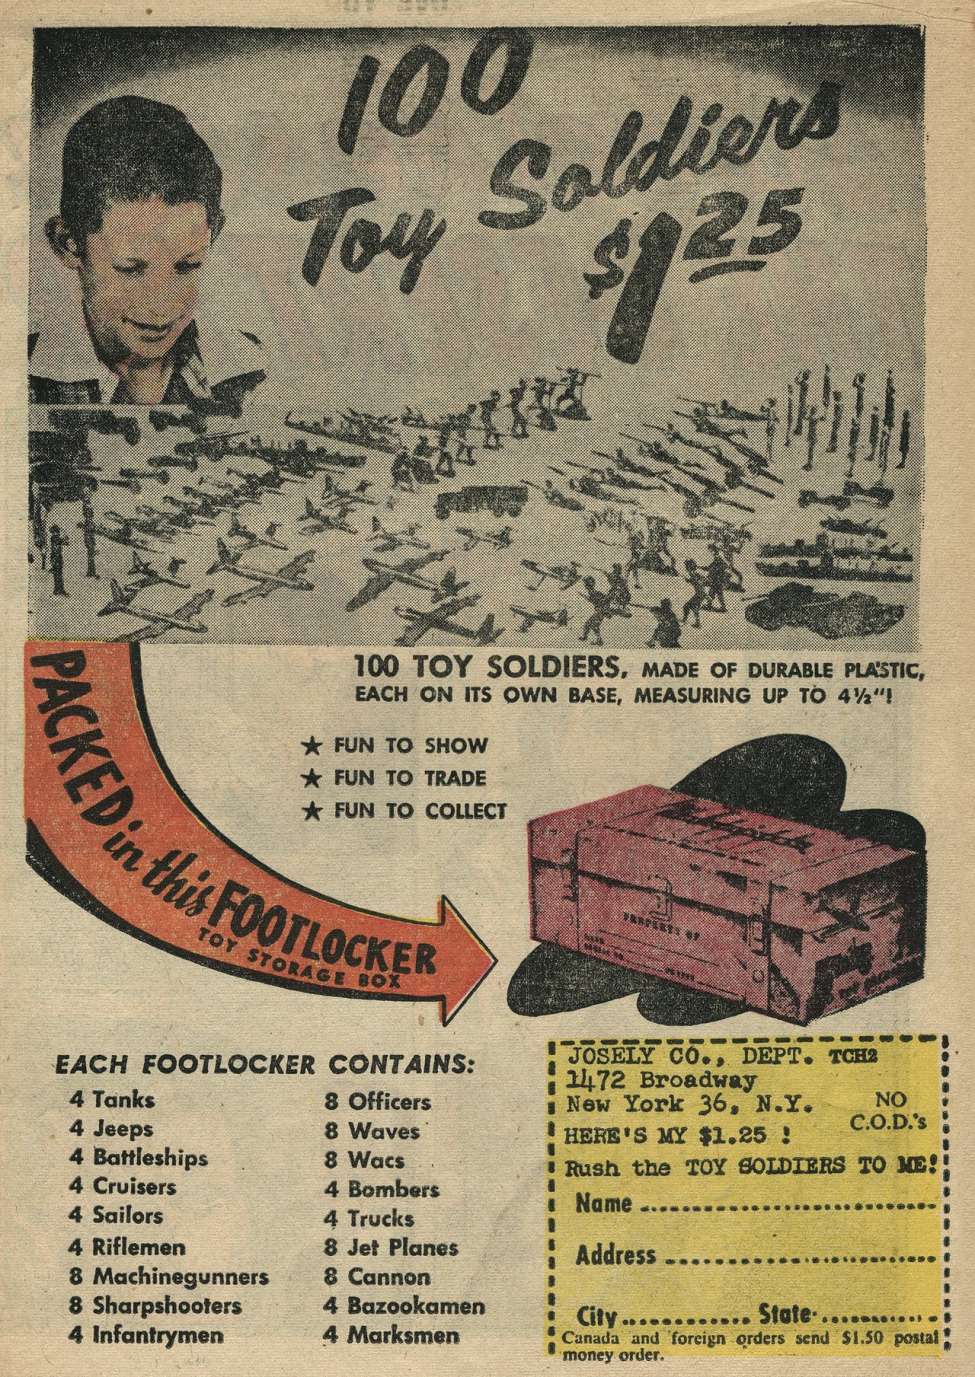 100
Toy Soldiers
$1.25
100 TOY SOLDIERS, MADE OF DURABLE PLASTIC,
EACH ON ITS OWN BASE, MEASURING UP TO 4½"!
★ FUN TO SHOW
★ FUN TO TRADE
★ FUN TO COLLECT
PACKED in this FOOTLOCKER
TOY STORAGE BOX
PROPERTY OF
EACH FOOTLOCKER CONTAINS:
4 Tanks
4 Jeeps
4 Battleships
4 Cruisers
4 Sailors
4 Riflemen
8 Machinegunners
8 Sharpshooters
4 Infantrymen
8 Officers
8 Waves
8 Wacs
4 Bombers
4 Trucks
8 Jet Planes
8 Cannon
4 Bazookamen
4 Marksmen
JOSELY CO., DEPT. TCH2
1472 Broadway
New York 36, N.Y.
NO
C.O.D.'s
HERE'S MY $1.25 !
Rush the TOY SOLDIERS TO ME!
Name
Address
City State
Canada and foreign orders send $1.50 postal
money order.